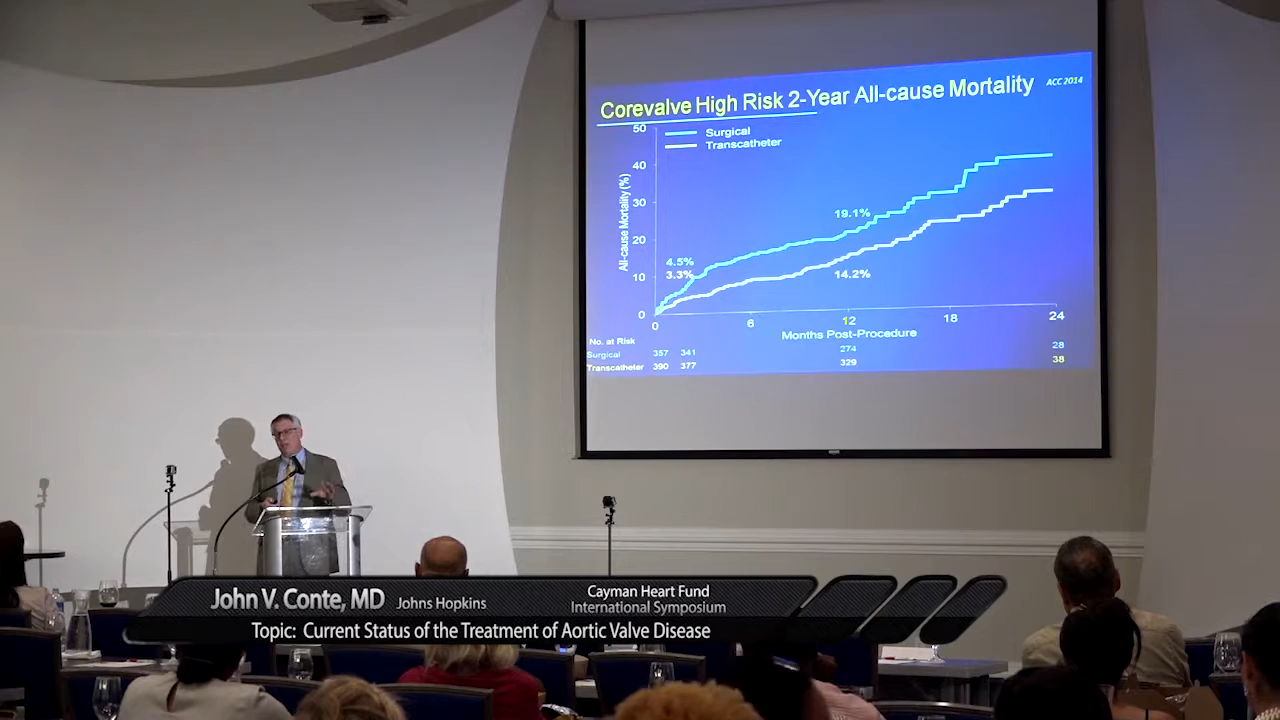 Corevalve High Risk 2-Year All-cause Mortality ACC 2014
50
Surgical
Transcatheter
40
30
20
10
0
All-cause Mortality (%)
19.1%
4.5%
3.3%
14.2%
0 6 12 18 24
Months Post-Procedure
No. at Risk
Surgical 357 341 274 28
Transcatheter 390 377 329 38
John V. Conte, MD Johns Hopkins
Cayman Heart Fund
International Symposium
Topic: Current Status of the Treatment of Aortic Valve Disease